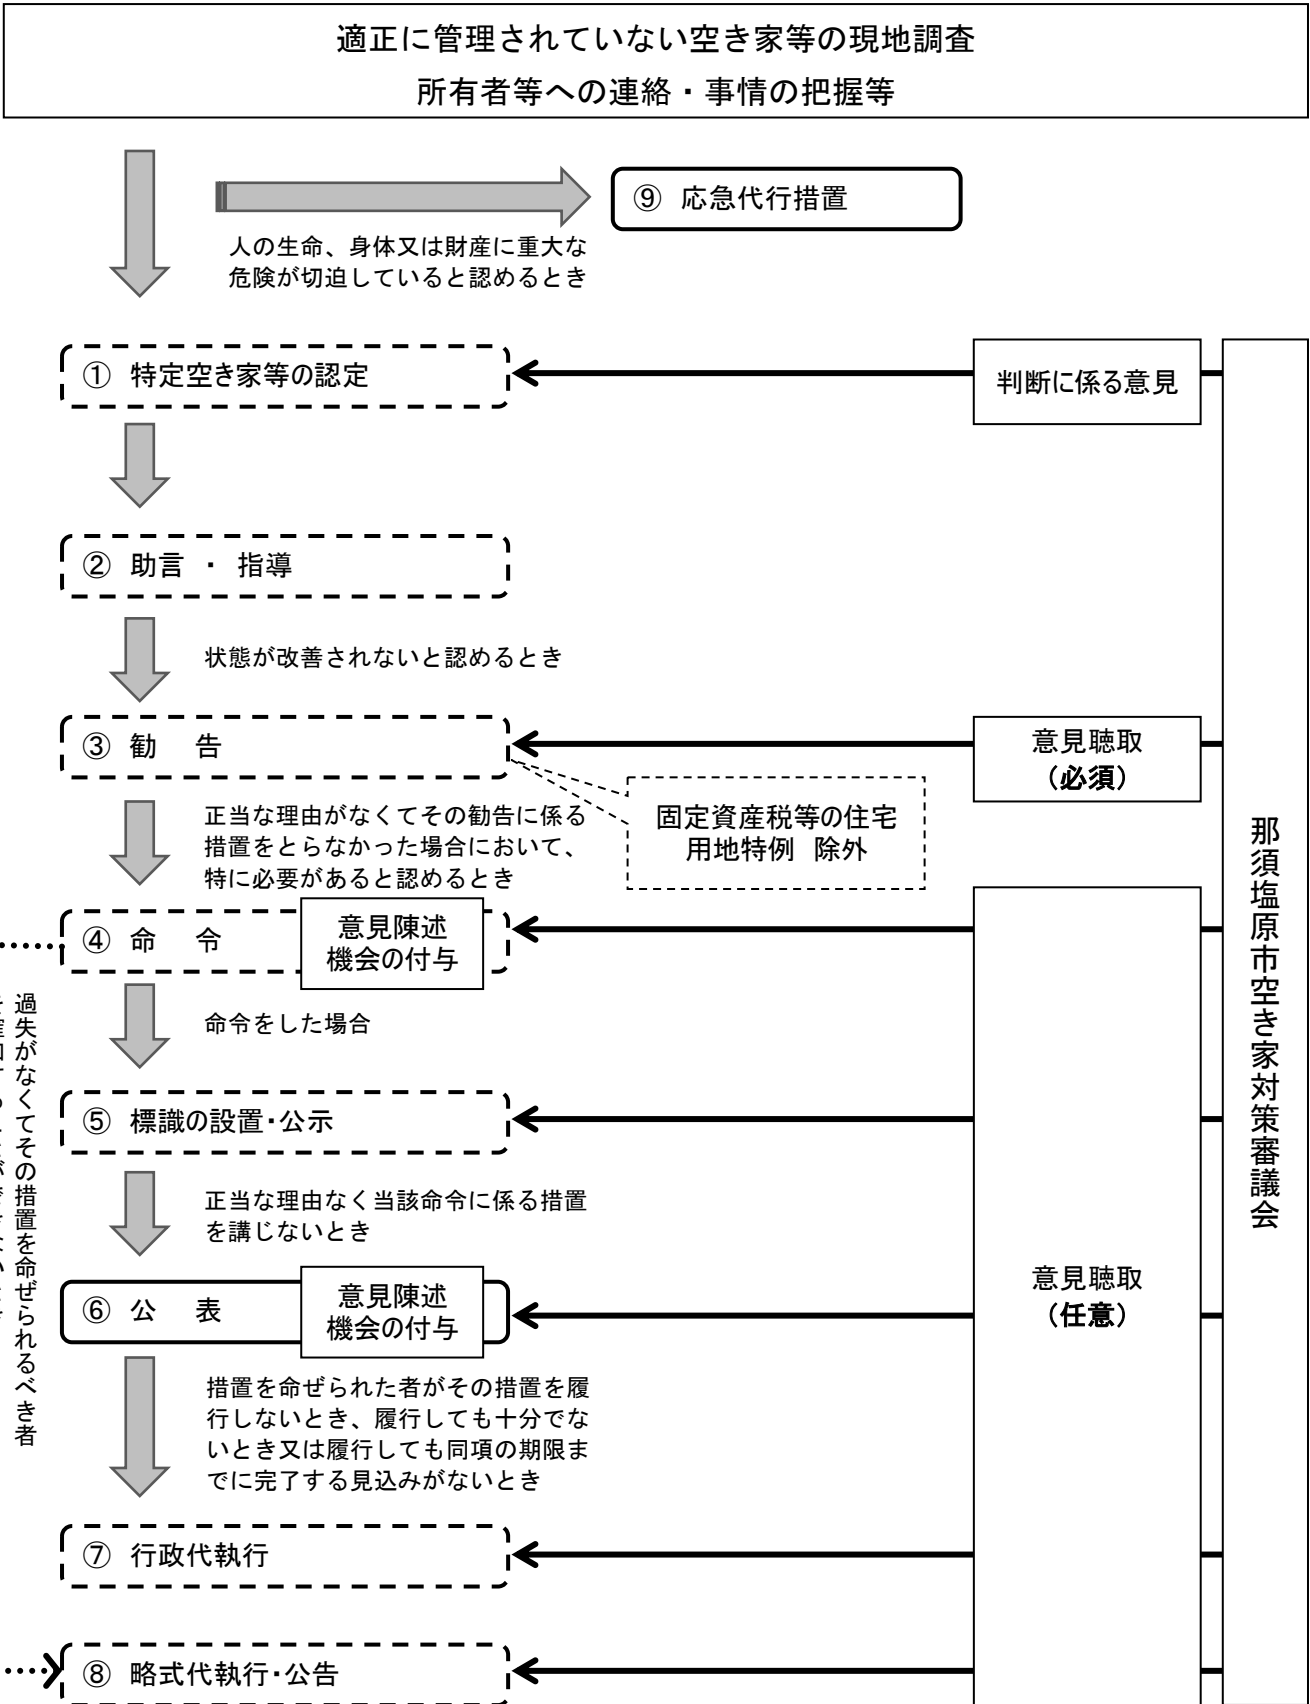 適正に管理されていない空き家等の現地調査
所有者等への連絡・事情の把握等
⑨ 応急代行措置
人の生命、身体又は財産に重大な
危険が切迫していると認めるとき
① 特定空き家等の認定
判断に係る意見
② 助言 ・ 指導
状態が改善されないと認めるとき
③ 勧 告
意見聴取
（必須）
固定資産税等の住宅
用地特例 除外
正当な理由がなくてその勧告に係る
措置をとらなかった場合において、
特に必要があると認めるとき
④ 命 令
意見陳述
機会の付与
命令をした場合
過失がなくてその措置を命ぜられるべき者
⑤ 標識の設置・公示
正当な理由なく当該命令に係る措置
を講じないとき
⑥ 公 表
意見陳述
機会の付与
意見聴取
（任意）
措置を命ぜられた者がその措置を履
行しないとき、履行しても十分でな
いとき又は履行しても同項の期限ま
でに完了する見込みがないとき
⑦ 行政代執行
⑧ 略式代執行・公告
那須塩原市空き家対策審議会